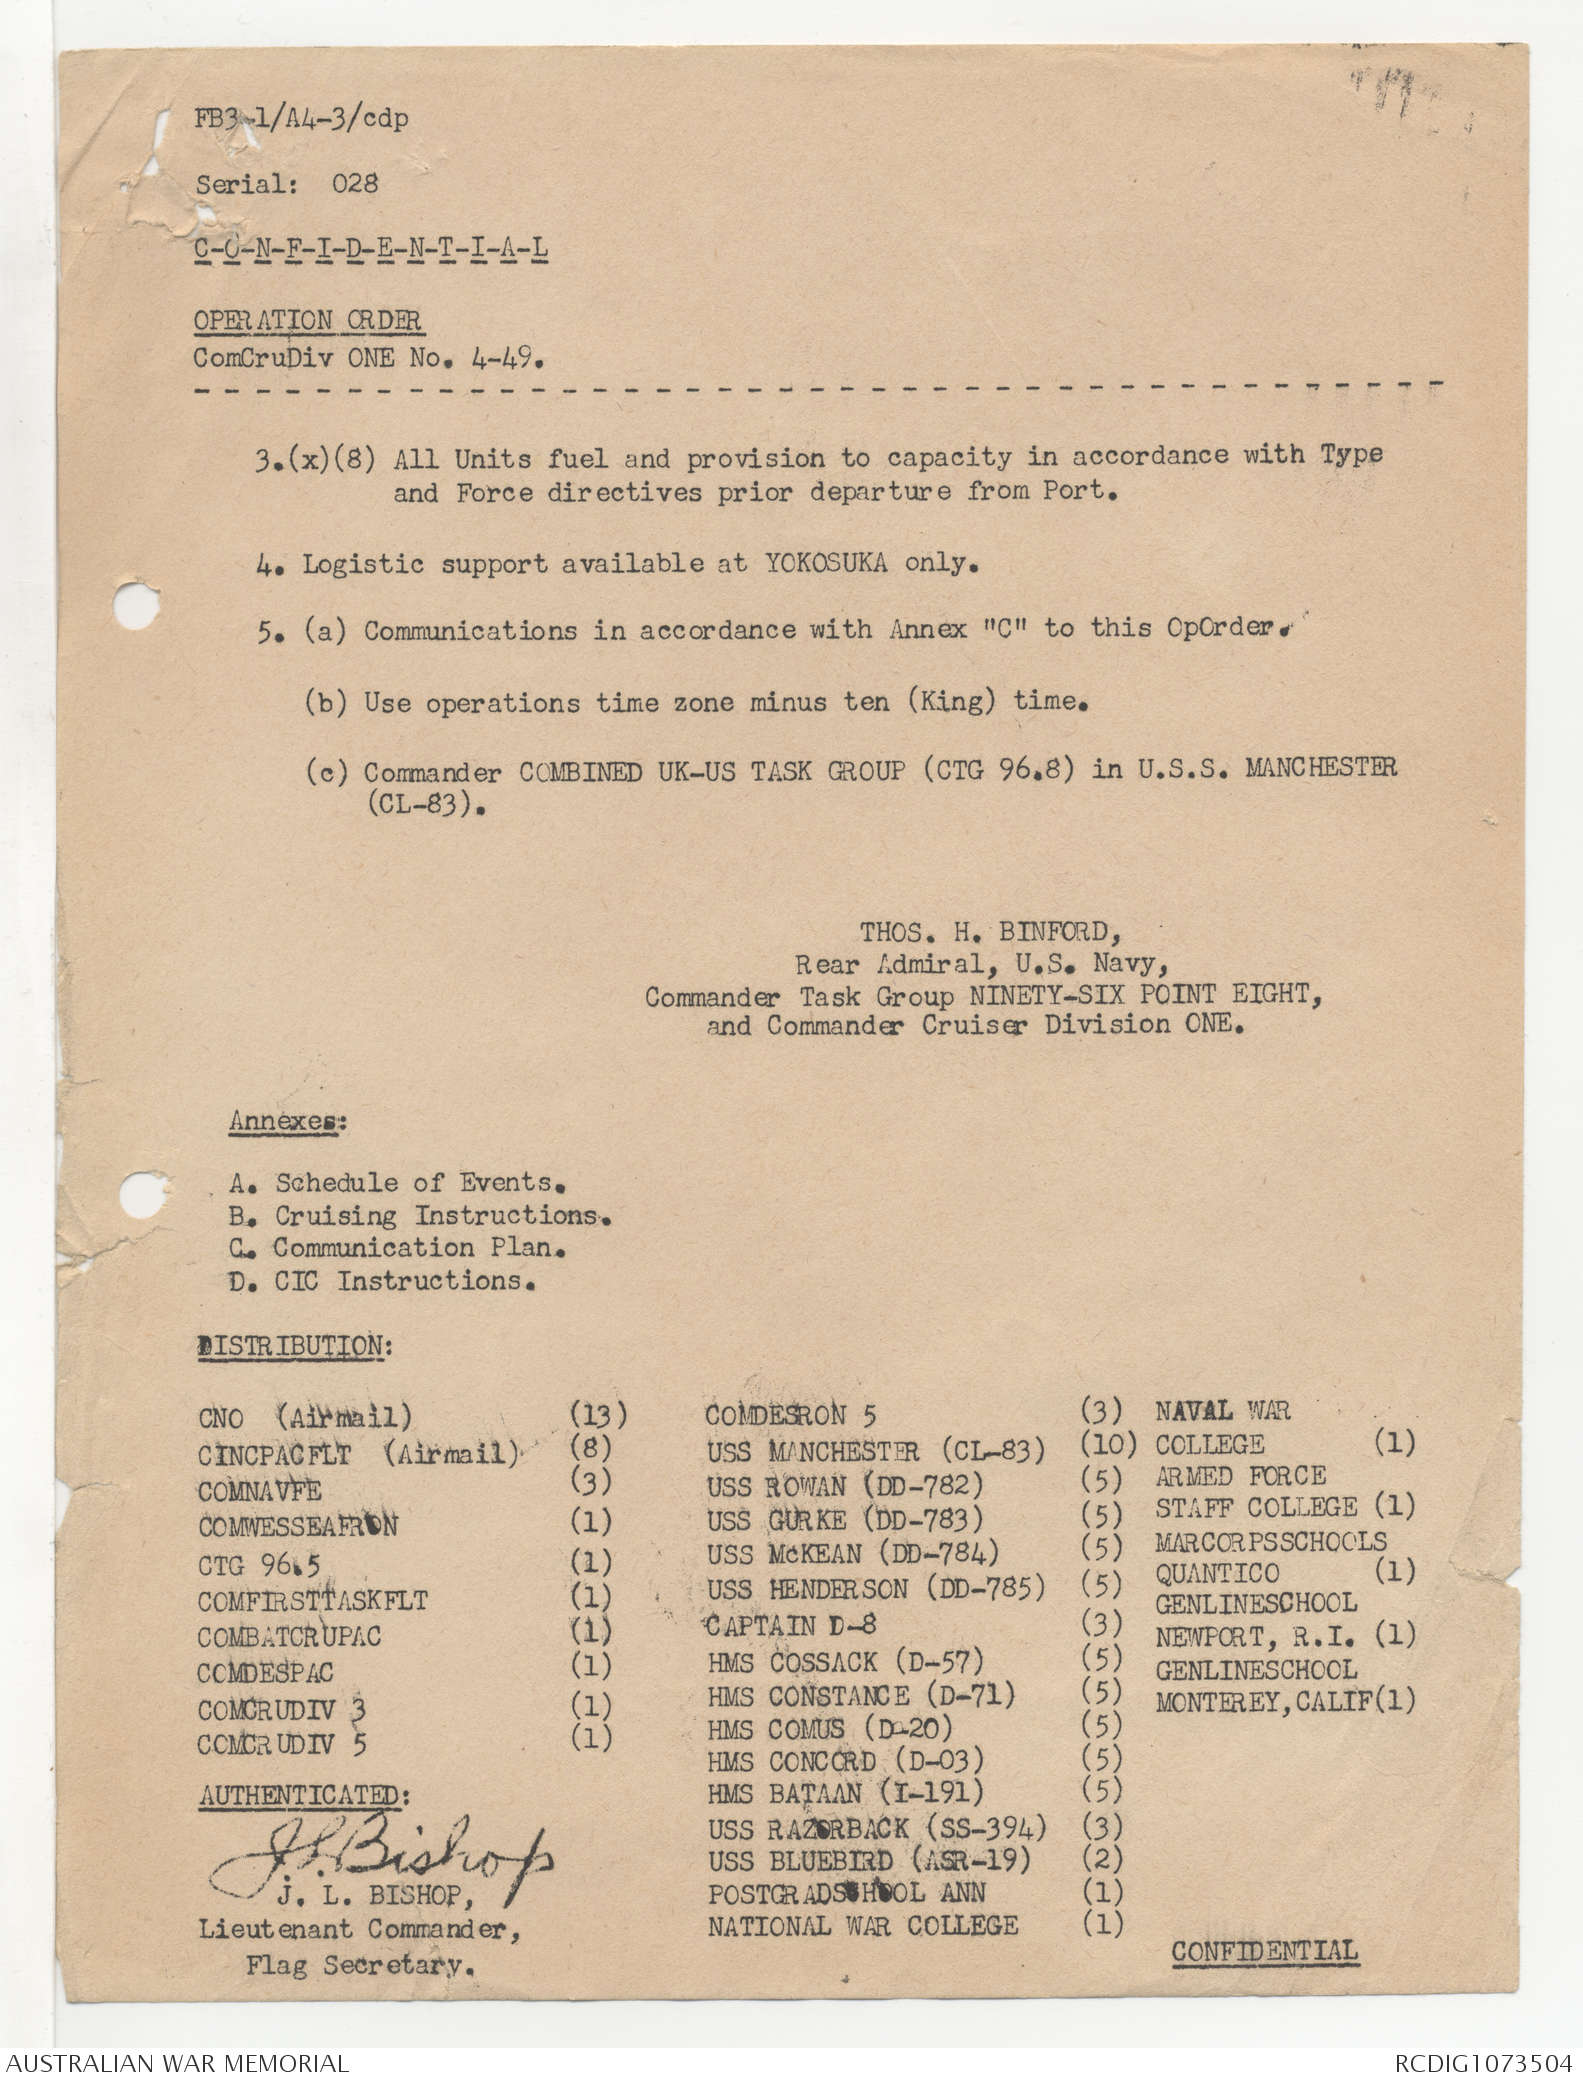 FB3-1/A4-3/cdp
Serial: 028
C-O-N-F-I-D-E-N-T-I-A-L
OPERATION ORDER
ComCruDiv ONE No. 4-49.
- - - - - - - - - - - - - - - - - - - - - - - - - - - - - - - - - - - - - - - - - -
3.(x)(8) All Units fuel and provision to capacity in accordance with Type
and Force directives prior departure from Port.
4. Logistic support available at YOKOSUKA only.
5. (a) Communications in accordance with Annex "C" to this OpOrder.
(b) Use operations time zone minus ten (King) time.
(c) Commander COMBINED UK-US TASK GROUP (CTG 96.8) in U.S.S. MANCHESTER
(CL-83).
THOS. H. BINFORD,
Rear Admiral, U.S. Navy,
Commander Task Group NINETY-SIX POINT EIGHT,
and Commander Cruiser Division ONE.
Annexes:
A. Schedule of Events.
B. Cruising Instructions.
C. Communication Plan.
D. CIC Instructions.
DISTRIBUTION:
CNO (Airmail) (13)
CINCPACFLT (Airmail) (8)
COMNAVFE (3)
COMWESSEAFRON (1)
CTG 96.5 (1)
COMFIRSTTASKFLT (1)
COMBATCRUPAC (1)
COMDESPAC (1)
COMCRUDIV 3 (1)
COMCRUDIV 5 (1)
AUTHENTICATED:
J L. Bishop
J. L. BISHOP,
Lieutenant Commander,
Flag Secretary.
COMDESRON 5 (3)
USS MANCHESTER (CL-83) (10)
USS ROWAN (DD-782) (5)
USS GURKE (DD-783) (5)
USS McKEAN (DD-784) (5)
USS HENDERSON (DD-785) (5)
CAPTAIN D-8 (3)
HMS COSSACK (D-57) (5)
HMS CONSTANCE (D-71) (5)
HMS COMUS (D-20) (5)
HMS CONCORD (D-03) (5)
HMS BATAAN (I-191) (5)
USS RAZORBACK (SS-394) (3)
USS BLUEBIRD (ASR-19) (2)
POSTGRADSCHOOL ANN (1)
NATIONAL WAR COLLEGE (1)
NAVAL WAR
COLLEGE (1)
ARMED FORCE
STAFF COLLEGE (1)
MARCORPSSCHOOLS
QUANTICO (1)
GENLINESCHOOL
NEWPORT, R.I. (1)
GENLINESCHOOL
MONTEREY,CALIF(1)
CONFIDENTIAL
AUSTRALIAN WAR MEMORIAL
RCDIG1073504